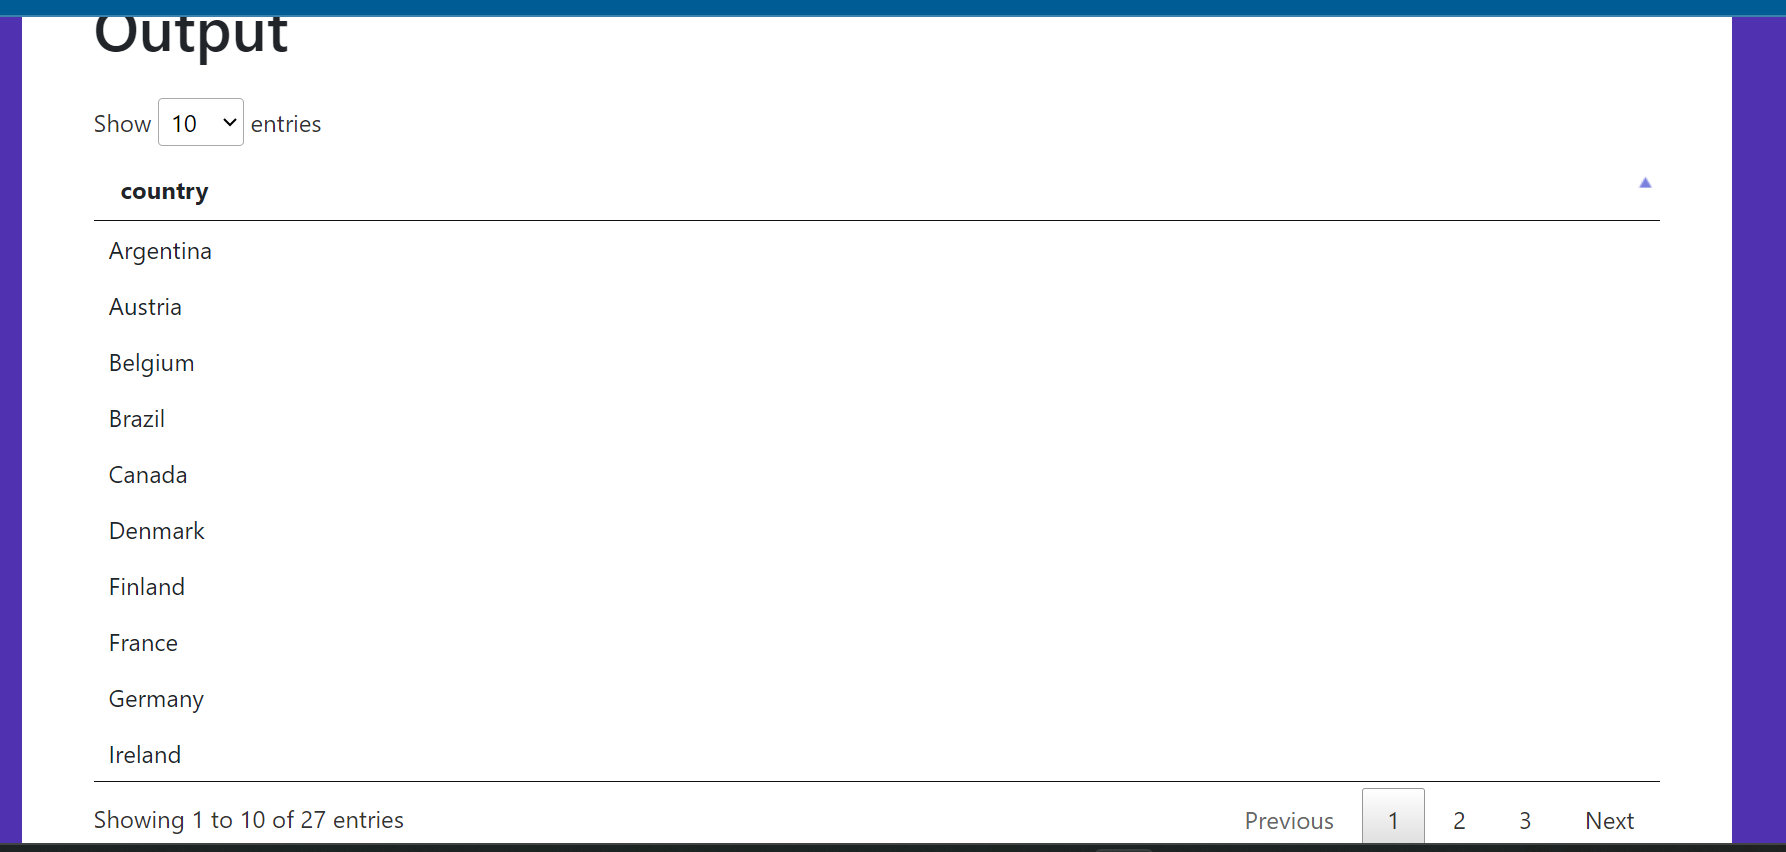 Output
Show 10 entries
country
Argentina
Austria
Belgium
Brazil
Canada
Denmark
Finland
France
Germany
Ireland
Showing 1 to 10 of 27 entries
Previous 1 2 3 Next